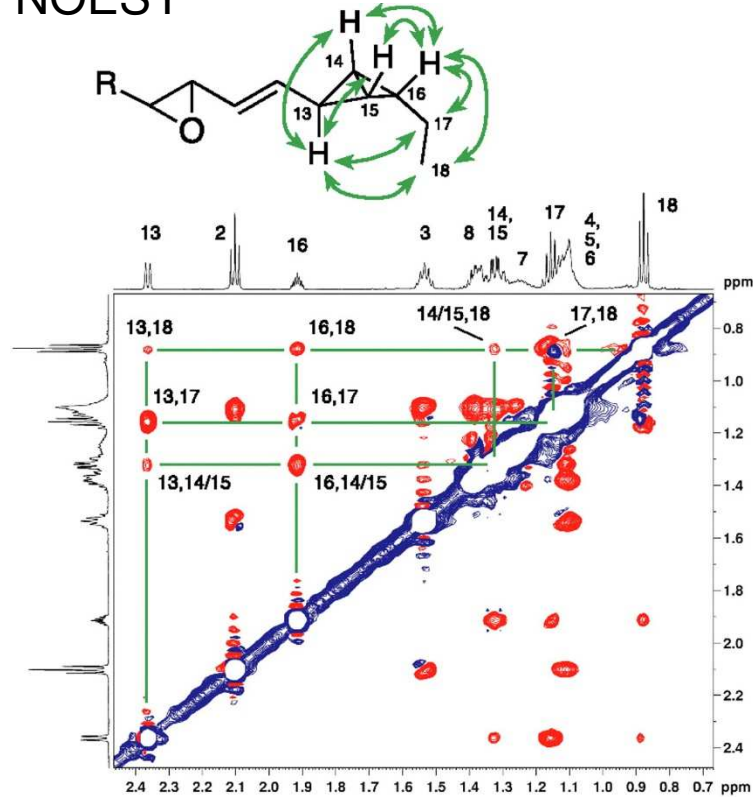 NOESY
H
H
H
14
R
16
13
15
O
17
H
18
13 2 16 3 8 14, 15 7 17 4, 5, 6 18
ppm
13,18 16,18 14/15,18 17,18
0.8
1.0
13,17 16,17
1.2
1.4
13,14/15 16,14/15
1.6
1.8
2.0
2.2
2.4
2.4 2.3 2.2 2.1 2.0 1.9 1.8 1.7 1.6 1.5 1.4 1.3 1.2 1.1 1.0 0.9 0.8 0.7 ppm